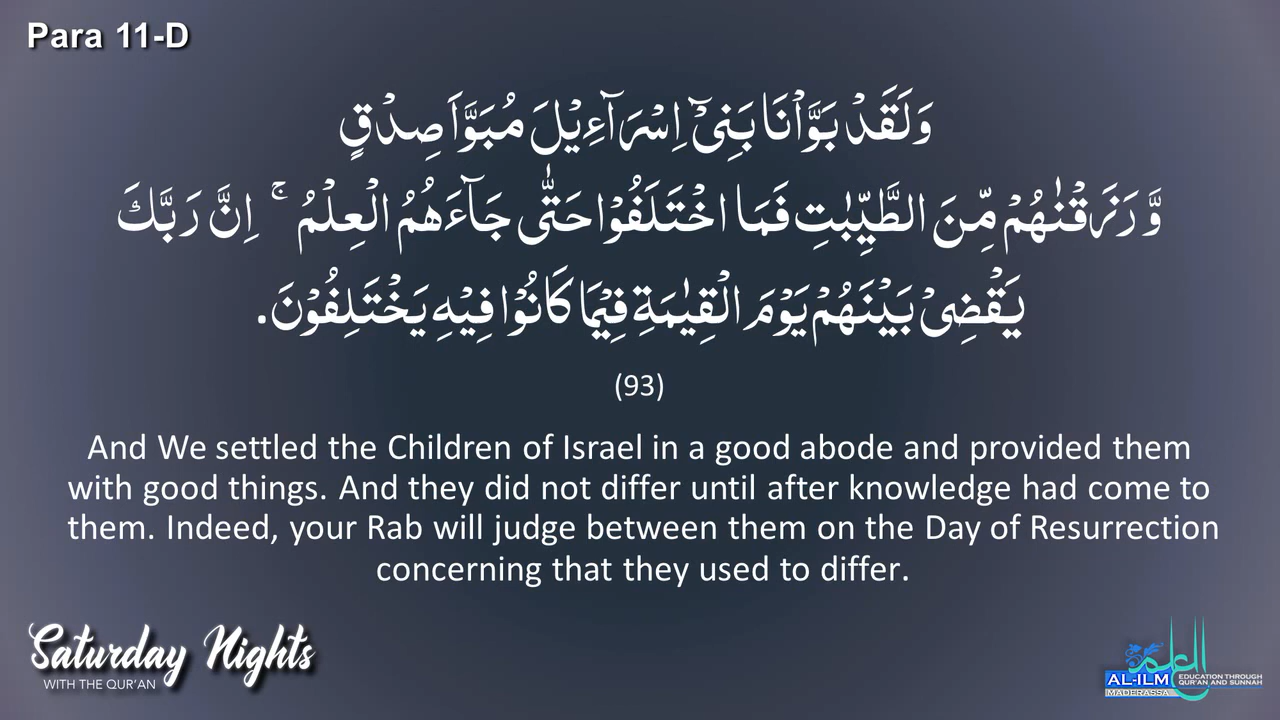 Para 11-D
وَلَقَدْ بَوَّاْنَا بَنِىْٓ اِسْرَآءِيْلَ مُبَوَّاَ صِدْقٍ
وَّرَزَقْنٰهُمْ مِّنَ الطَّيِّبٰتِ فَمَا اخْتَلَفُوْا حَتّٰى جَآءَهُمُ الْعِلْمُ ۚ اِنَّ رَبَّكَ
يَقْضِىْ بَيْنَهُمْ يَوْمَ الْقِيٰمَةِ فِيْمَا كَانُوْا فِيْهِ يَخْتَلِفُوْنَ.
(93)
And We settled the Children of Israel in a good abode and provided them
with good things. And they did not differ until after knowledge had come to
them. Indeed, your Rab will judge between them on the Day of Resurrection
concerning that they used to differ.
Saturday Nights
WITH THE QUR'AN
العلم
AL-ILM
MADERASSA
EDUCATION THROUGH
QUR'AN AND SUNNAH